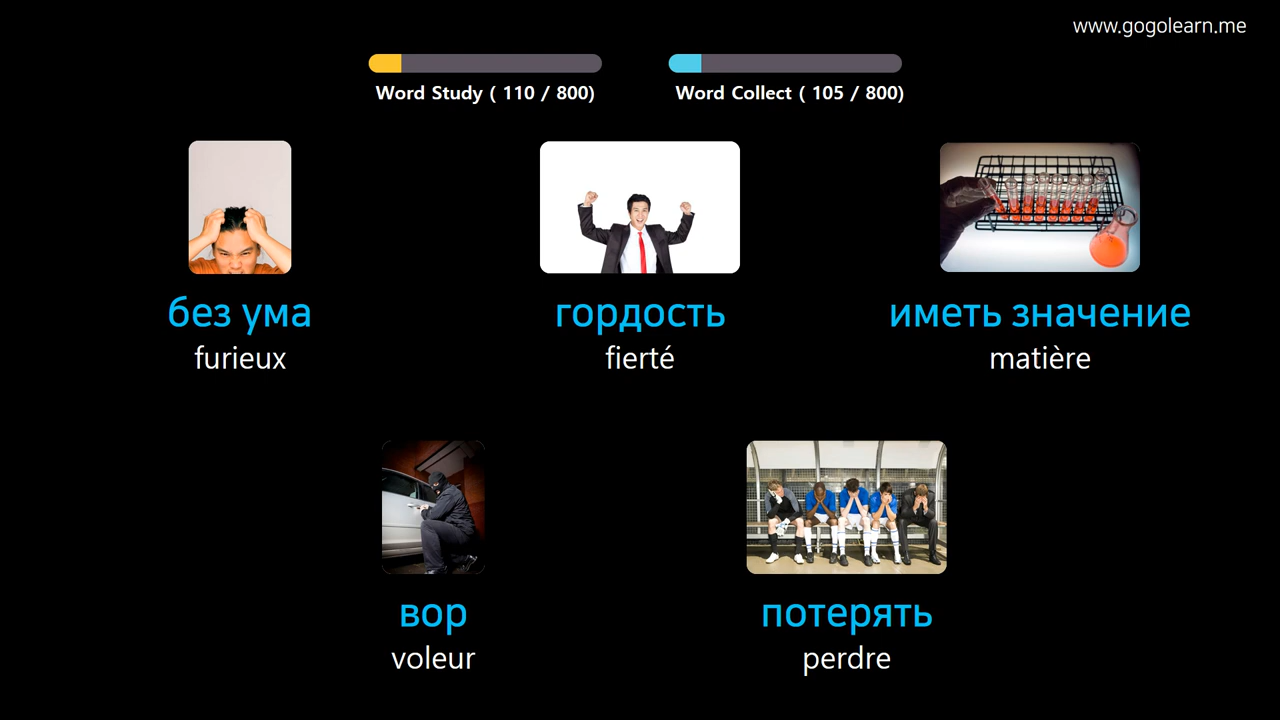 www.gogolearn.me
Word Study ( 110 / 800)
Word Collect ( 105 / 800)
без ума
furieux
гордость
fierté
иметь значение
matière
вор
voleur
потерять
perdre